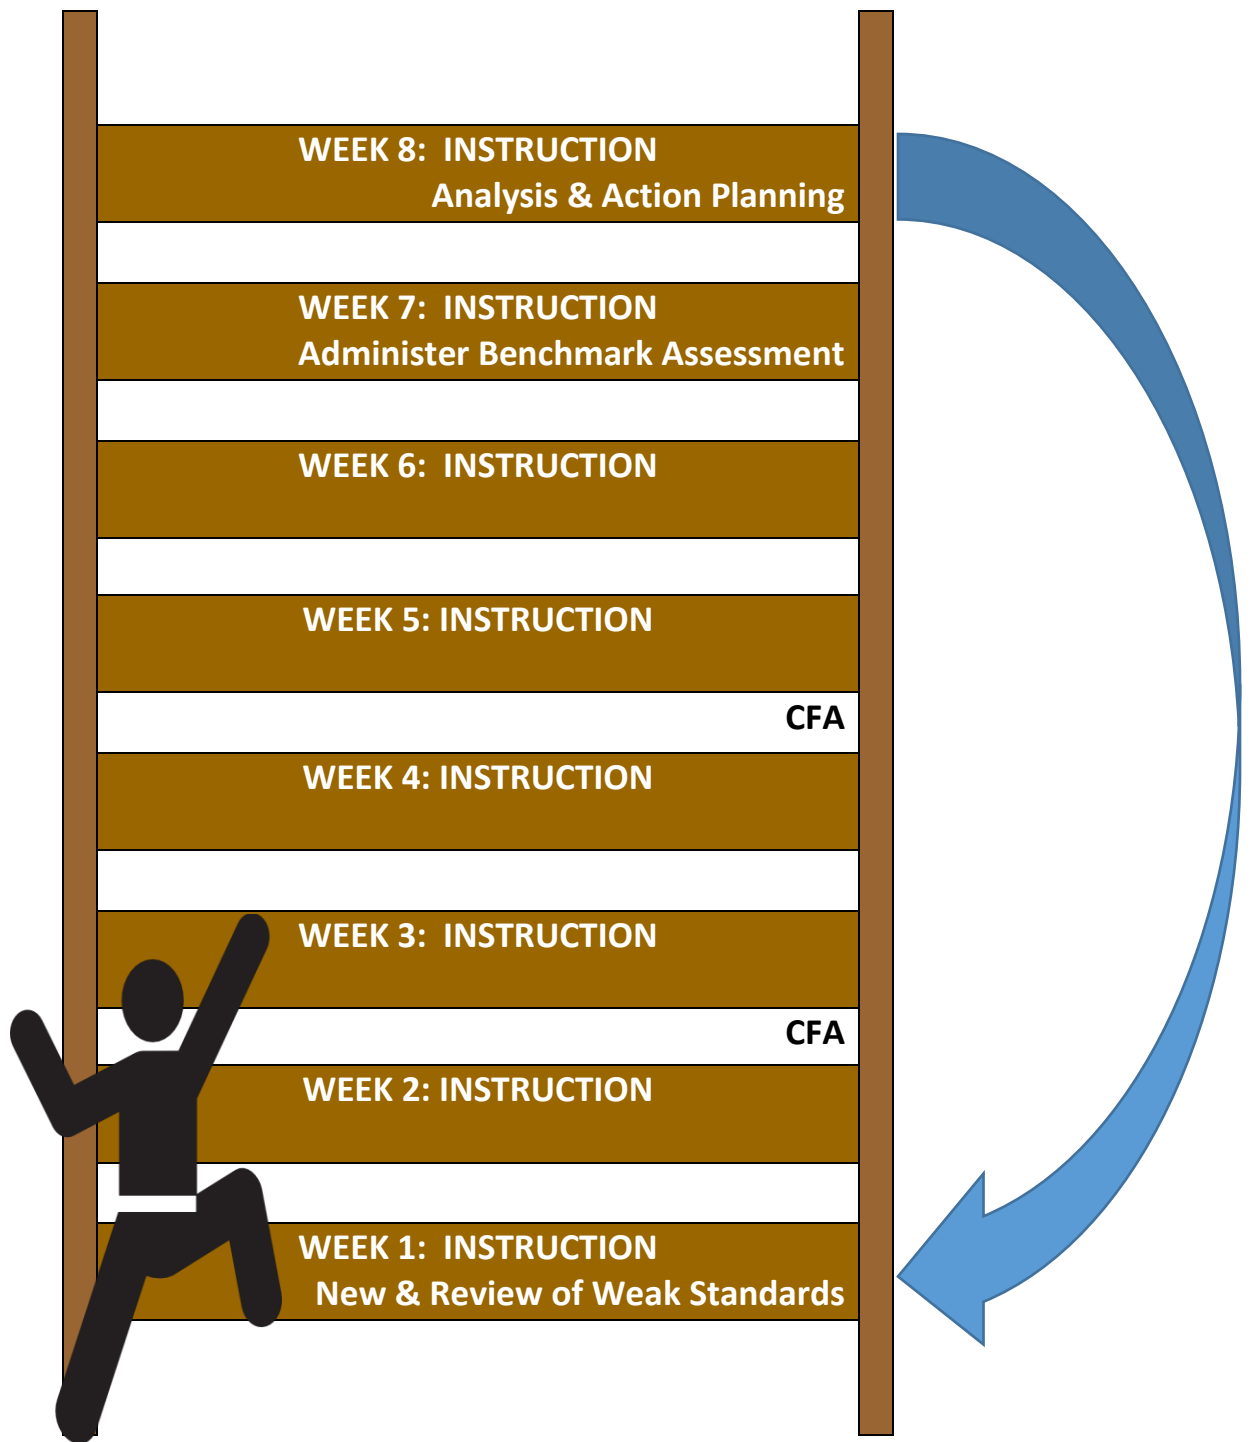 WEEK 8:  INSTRUCTION
Analysis & Action Planning
WEEK 7:  INSTRUCTION
Administer Benchmark Assessment
WEEK 6:  INSTRUCTION
WEEK 5: INSTRUCTION
CFA
WEEK 4: INSTRUCTION
WEEK 3:  INSTRUCTION
CFA
WEEK 2: INSTRUCTION
WEEK 1:  INSTRUCTION
New & Review of Weak Standards